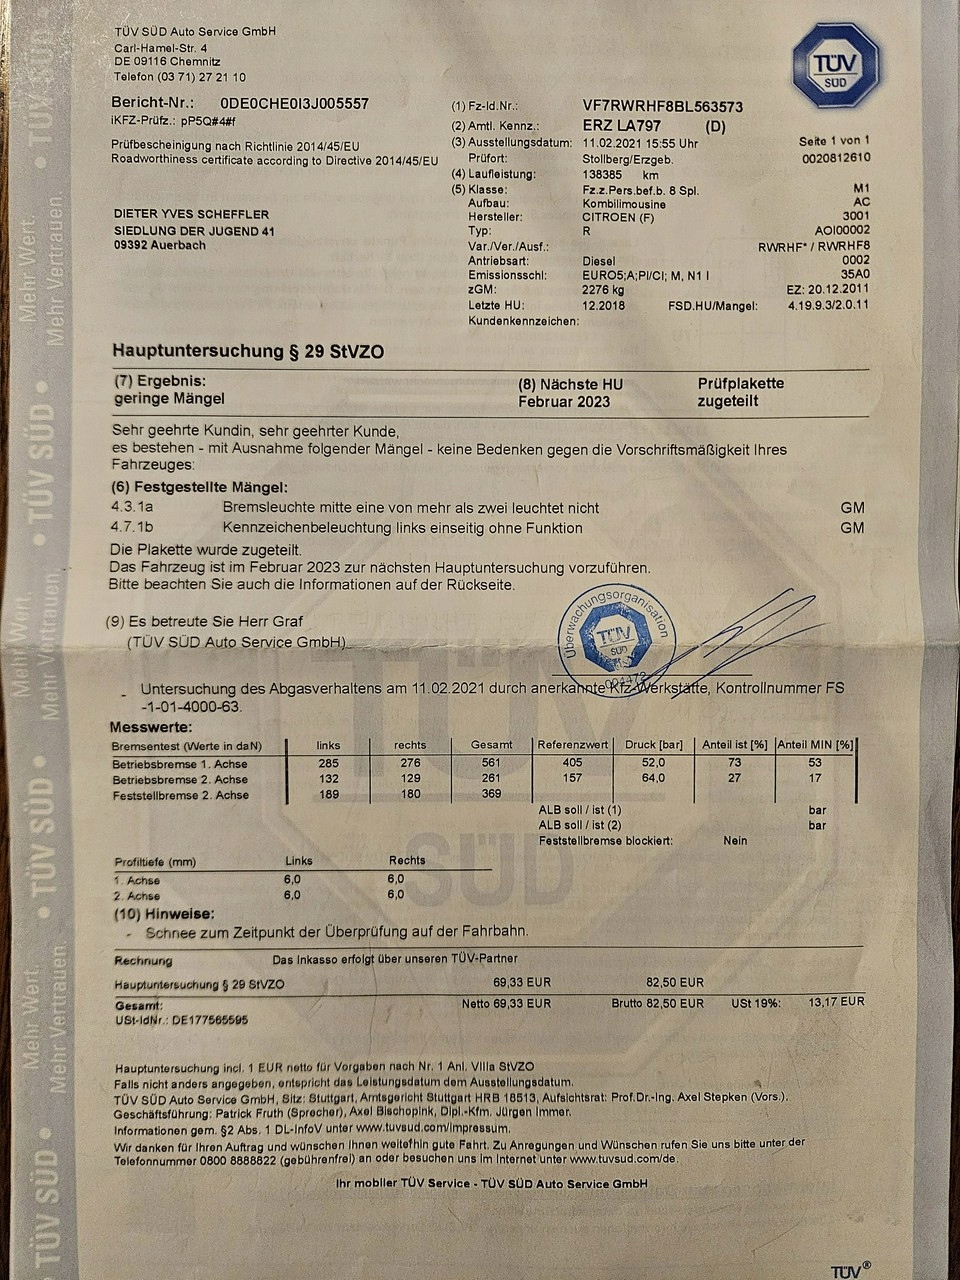 TÜV SÜD Auto Service GmbH
Carl-Hamel-Str. 4
DE 09116 Chemnitz
Telefon (03 71) 27 21 10
TÜV
SÜD
Bericht-Nr.: 0DE0CHE0I3J005557
iKFZ-Prüfz.: pP5Q#4#f
Prüfbescheinigung nach Richtlinie 2014/45/EU
Roadworthiness certificate according to Directive 2014/45/EU
DIETER YVES SCHEFFLER
SIEDLUNG DER JUGEND 41
09392 Auerbach
(1) Fz-Id.Nr.: VF7RWRHF8BL563573
(2) Amtl. Kennz.: ERZ LA797 (D)
(3) Ausstellungsdatum: 11.02.2021 15:55 Uhr Seite 1 von 1
Prüfort: Stollberg/Erzgeb. 0020812610
(4) Laufleistung: 138385 km
(5) Klasse: Fz.z.Pers.bef.b. 8 Spl. M1
Aufbau: Kombilimousine AC
Hersteller: CITROEN (F) 3001
Typ: R AOI00002
Var./Ver./Ausf.: RWRHF* / RWRHF8
Antriebsart: Diesel 0002
Emissionsschl: EURO5;A;PI/CI; M, N1 I 35A0
zGM: 2276 kg EZ: 20.12.2011
Letzte HU: 12.2018 FSD.HU/Mangel: 4.19.9.3/2.0.11
Kundenkennzeichen:
Hauptuntersuchung § 29 StVZO
(7) Ergebnis: (8) Nächste HU Prüfplakette
geringe Mängel Februar 2023 zugeteilt
Sehr geehrte Kundin, sehr geehrter Kunde,
es bestehen - mit Ausnahme folgender Mängel - keine Bedenken gegen die Vorschriftsmäßigkeit Ihres
Fahrzeuges:
(6) Festgestellte Mängel:
4.3.1a Bremsleuchte mitte eine von mehr als zwei leuchtet nicht GM
4.7.1b Kennzeichenbeleuchtung links einseitig ohne Funktion GM
Die Plakette wurde zugeteilt.
Das Fahrzeug ist im Februar 2023 zur nächsten Hauptuntersuchung vorzuführen.
Bitte beachten Sie auch die Informationen auf der Rückseite.
(9) Es betreute Sie Herr Graf
(TÜV SÜD Auto Service GmbH)
Überwachungsorganisation
TÜV
SÜD
- Untersuchung des Abgasverhaltens am 11.02.2021 durch anerkannte Kfz-Werkstätte, Kontrollnummer FS
-1-01-4000-63.
Messwerte:
Bremsentest (Werte in daN) links rechts Gesamt Referenzwert Druck [bar] Anteil ist [%] Anteil MIN [%]
Betriebsbremse 1. Achse 285 276 561 405 52,0 73 53
Betriebsbremse 2. Achse 132 129 261 157 64,0 27 17
Feststellbremse 2. Achse 189 180 369
ALB soll / ist (1) bar
ALB soll / ist (2) bar
Feststellbremse blockiert: Nein
Profiltiefe (mm) Links Rechts
1. Achse 6,0 6,0
2. Achse 6,0 6,0
(10) Hinweise:
- Schnee zum Zeitpunkt der Überprüfung auf der Fahrbahn.
Rechnung Das Inkasso erfolgt über unseren TÜV-Partner
Hauptuntersuchung § 29 StVZO 69,33 EUR 82,50 EUR
Gesamt: Netto 69,33 EUR Brutto 82,50 EUR USt 19%: 13,17 EUR
USt-IdNr.: DE177565595
Hauptuntersuchung incl. 1 EUR netto für Vorgaben nach Nr. 1 Anl. VIIIa StVZO
Falls nicht anders angegeben, entspricht das Leistungsdatum dem Ausstellungsdatum.
TÜV SÜD Auto Service GmbH, Sitz: Stuttgart, Amtsgericht Stuttgart HRB 18513, Aufsichtsrat: Prof.Dr.-Ing. Axel Stepken (Vors.),
Geschäftsführung: Patrick Fruth (Sprecher), Axel Bischopink, Dipl.-Kfm. Jürgen Immer.
Informationen gem. §2 Abs. 1 DL-InfoV unter www.tuvsud.com/impressum.
Wir danken für Ihren Auftrag und wünschen Ihnen weiterhin gute Fahrt. Zu Anregungen und Wünschen rufen Sie uns bitte unter der
Telefonnummer 0800 8888822 (gebührenfrei) an oder besuchen uns im Internet unter www.tuvsud.com/de.
Ihr mobiler TÜV Service - TÜV SÜD Auto Service GmbH
TÜV®
Mehr Wert.
Mehr Vertrauen.
TÜV SÜD
Mehr Wert.
Mehr Vertrauen.
TÜV SÜD
Mehr Wert.
Mehr Vertrauen.
TÜV SÜD
TÜV SÜD
TÜV
SÜD